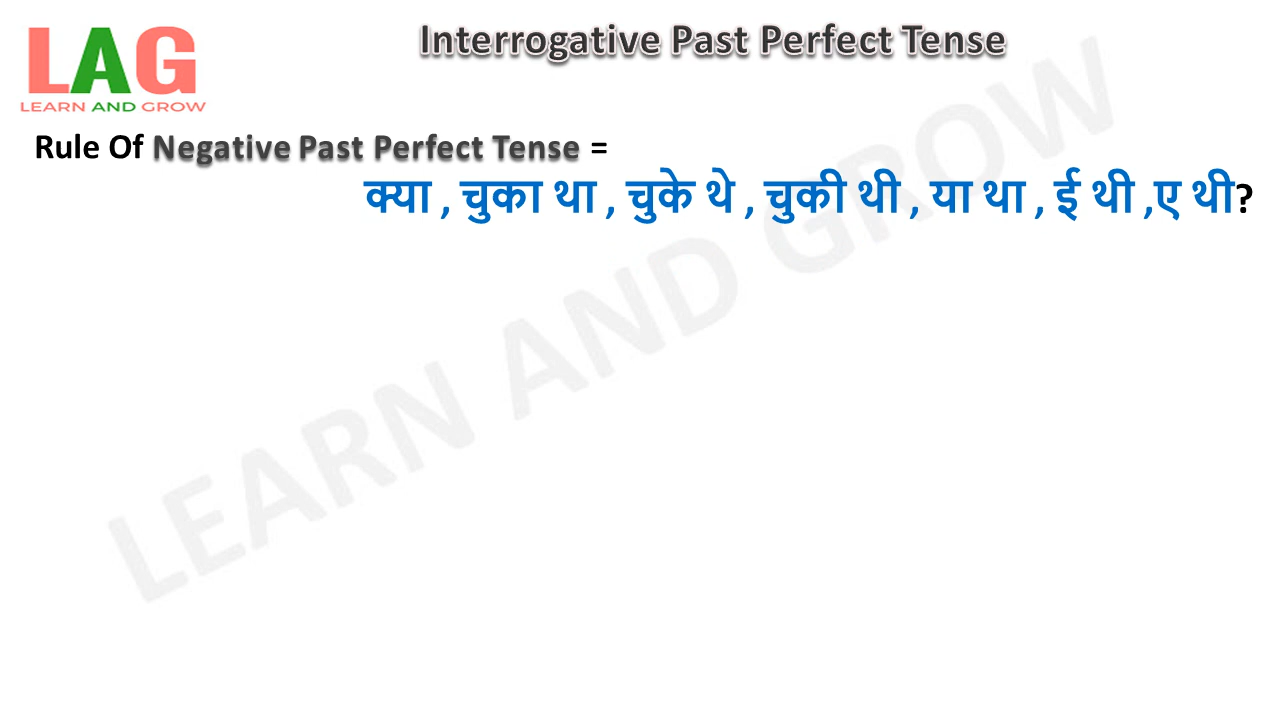 LAG
LEARN AND GROW
Interrogative Past Perfect Tense
Rule Of Negative Past Perfect Tense =
क्या , चुका था , चुके थे , चुकी थी , या था , ई थी ,ए थी?
LEARN AND GROW